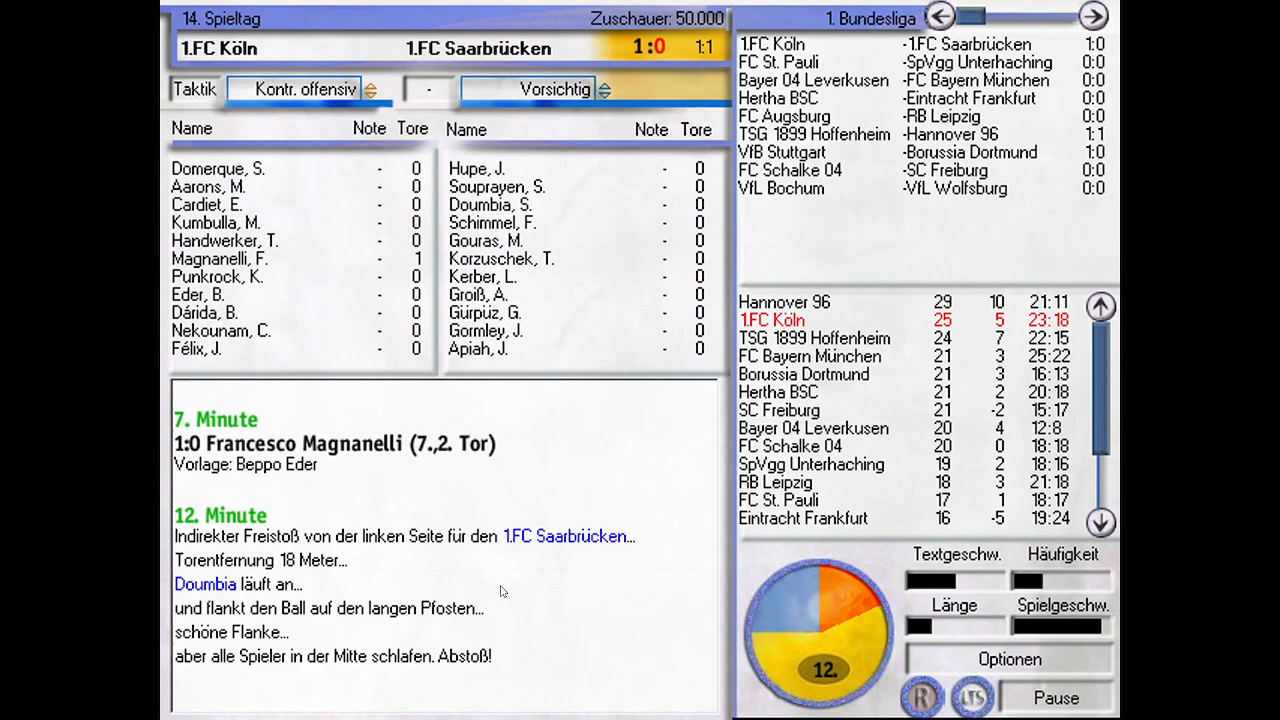 14. Spieltag Zuschauer: 50.000
1.FC Köln 1.FC Saarbrücken 1:0 1:1
Taktik Kontr. offensiv - Vorsichtig
Name Note Tore Name Note Tore
Domerque, S. - 0 Hupe, J. - 0
Aarons, M. - 0 Souprayen, S. - 0
Cardiet, E. - 0 Doumbia, S. - 0
Kumbulla, M. - 0 Schimmel, F. - 0
Handwerker, T. - 0 Gouras, M. - 0
Magnanelli, F. - 1 Korzuschek, T. - 0
Punkrock, K. - 0 Kerber, L. - 0
Eder, B. - 0 Groiß, A. - 0
Dárida, B. - 0 Gürpüz, G. - 0
Nekounam, C. - 0 Gormley, J. - 0
Félix, J. - 0 Apiah, J. - 0
7. Minute
1:0 Francesco Magnanelli (7.,2. Tor)
Vorlage: Beppo Eder
12. Minute
Indirekter Freistoß von der linken Seite für den 1.FC Saarbrücken...
Torentfernung 18 Meter...
Doumbia läuft an...
und flankt den Ball auf den langen Pfosten...
schöne Flanke...
aber alle Spieler in der Mitte schlafen. Abstoß!
1. Bundesliga
1.FC Köln -1.FC Saarbrücken 1:0
FC St. Pauli -SpVgg Unterhaching 0:0
Bayer 04 Leverkusen -FC Bayern München 0:0
Hertha BSC -Eintracht Frankfurt 0:0
FC Augsburg -RB Leipzig 0:0
TSG 1899 Hoffenheim -Hannover 96 1:1
VfB Stuttgart -Borussia Dortmund 1:0
FC Schalke 04 -SC Freiburg 0:0
VfL Bochum -VfL Wolfsburg 0:0
Hannover 96 29 10 21:11
1.FC Köln 25 5 23:18
TSG 1899 Hoffenheim 24 7 22:15
FC Bayern München 21 3 25:22
Borussia Dortmund 21 3 16:13
Hertha BSC 21 2 20:18
SC Freiburg 21 -2 15:17
Bayer 04 Leverkusen 20 4 12:8
FC Schalke 04 20 0 18:18
SpVgg Unterhaching 19 2 18:16
RB Leipzig 18 3 21:18
FC St. Pauli 17 1 18:17
Eintracht Frankfurt 16 -5 19:24
Textgeschw. Häufigkeit
Länge Spielgeschw.
12.
Optionen
R LTS Pause